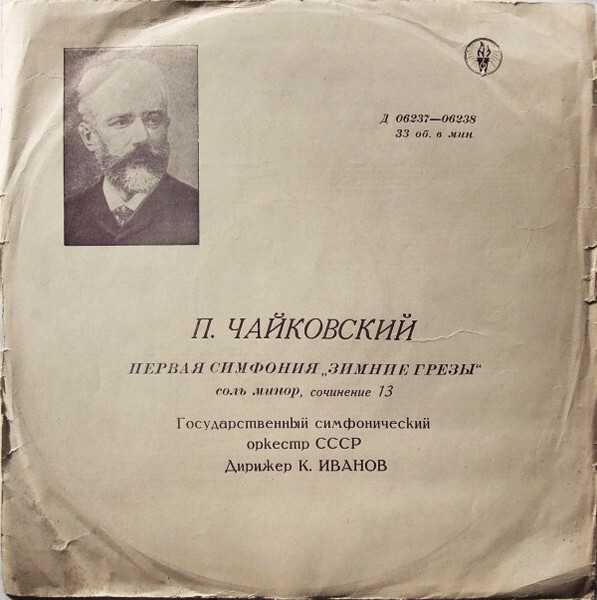 Д 06237—06238
33 об. в мин.
П. ЧАЙКОВСКИЙ
ПЕРВАЯ СИМФОНИЯ „ЗИМНИЕ ГРЕЗЫ“
соль минор, сочинение 13
Государственный симфонический
оркестр СССР
Дирижер К. ИВАНОВ